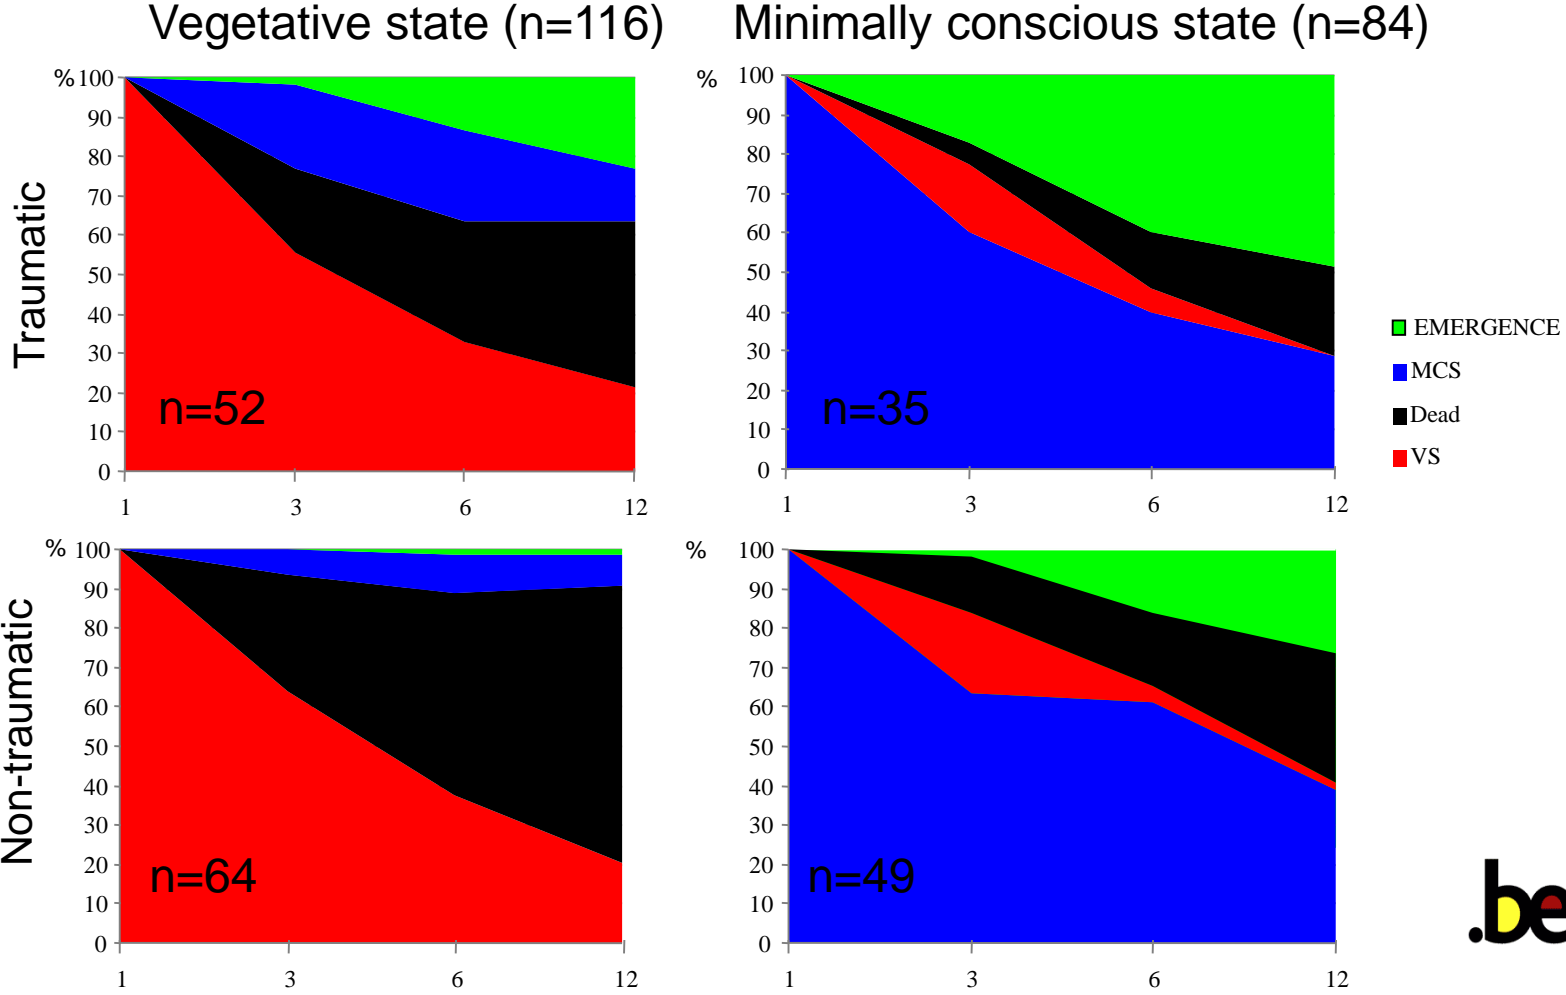 Vegetative state (n=116)
Minimally conscious state (n=84)
Traumatic
%
100
90
80
70
60
50
40
30
20
10
0
n=52
1 3 6 12
%
100
90
80
70
60
50
40
30
20
10
0
n=35
1 3 6 12
EMERGENCE
MCS
Dead
VS
Non-traumatic
%
100
90
80
70
60
50
40
30
20
10
0
n=64
1 3 6 12
%
100
90
80
70
60
50
40
30
20
10
0
n=49
1 3 6 12
.be